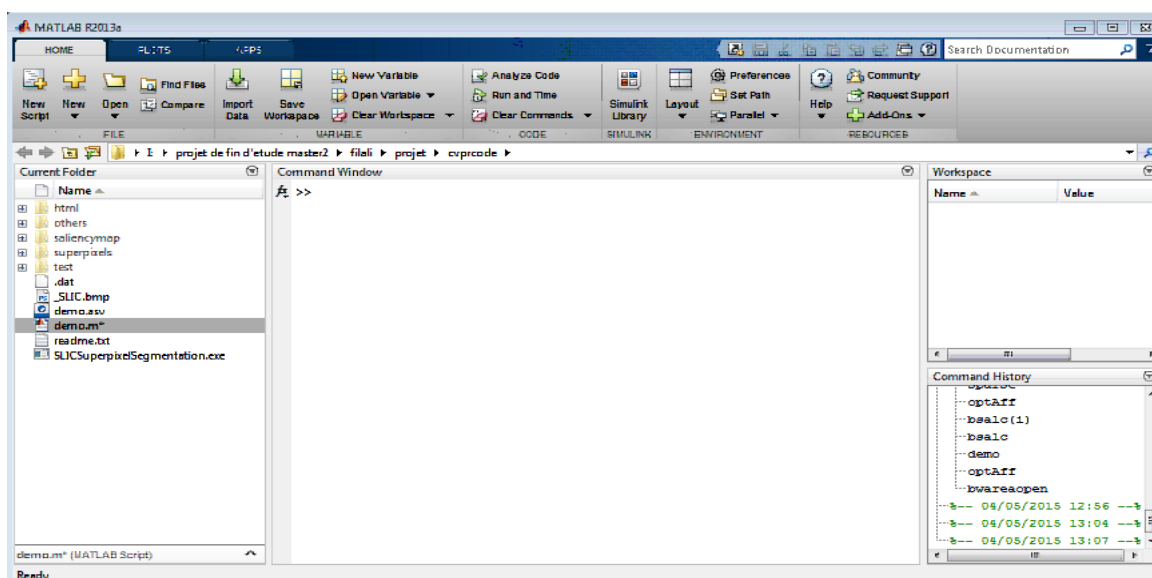 MATLAB R2013a
HOME PLOTS APPS Search Documentation
New Script New Open Find Files Compare Import Data Save Workspace New Variable Open Variable Clear Workspace Analyze Code Run and Time Clear Commands Simulink Library Layout Preferences Set Path Parallel Help Community Request Support Add-Ons
FILE VARIABLE CODE SIMULINK ENVIRONMENT RESOURCES
projet de fin d'etude master2 filali projet cvprcode
Current Folder
Name
html
others
saliencymap
superpixels
test
.dat
_SLIC.bmp
demo.asv
demo.m*
readme.txt
SLICSuperpixelSegmentation.exe
demo.m* (MATLAB Script)
Command Window
fx >>
Workspace
Name Value
Command History
optAff
bsalc(1)
bsalc
demo
optAff
bwareaopen
%-- 04/05/2015 12:56 --%
%-- 04/05/2015 13:04 --%
%-- 04/05/2015 13:07 --%
Ready